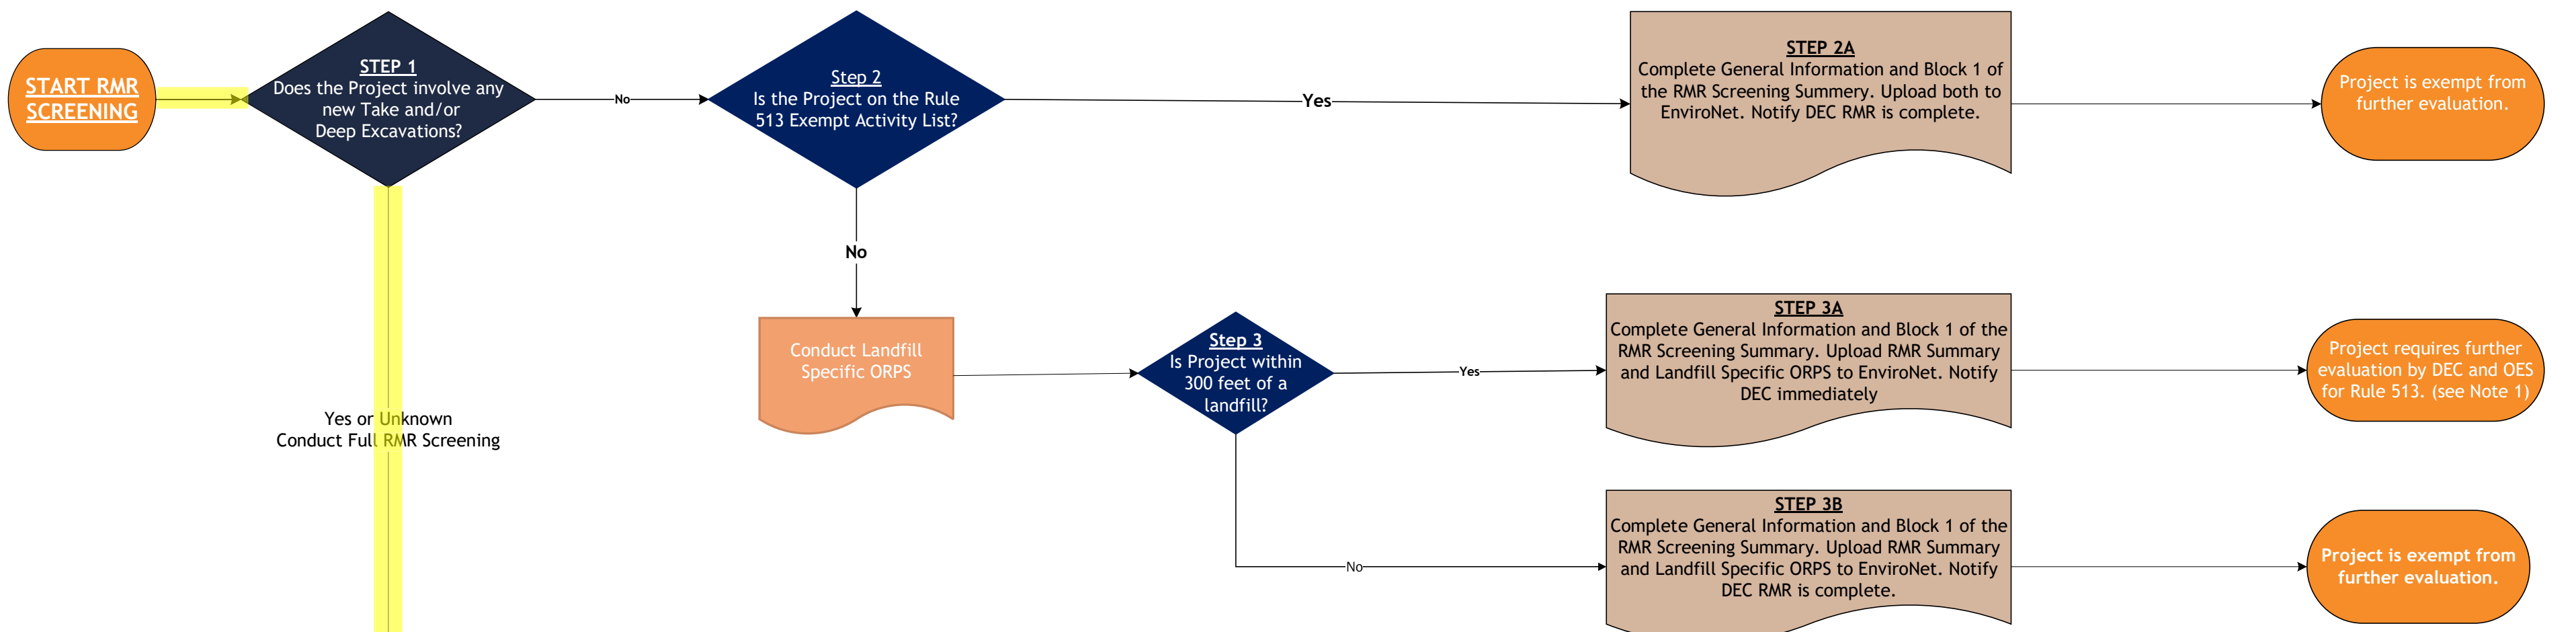 START RMR
SCREENING
STEP 1
Does the Project involve any
new Take and/or
Deep Excavations?
No
Step 2
Is the Project on the Rule
513 Exempt Activity List?
Yes
STEP 2A
Complete General Information and Block 1 of
the RMR Screening Summery. Upload both to
EnviroNet. Notify DEC RMR is complete.
Project is exempt from
further evaluation.
No
Conduct Landfill
Specific ORPS
Step 3
Is Project within
300 feet of a
landfill?
Yes
STEP 3A
Complete General Information and Block 1 of the
RMR Screening Summary. Upload RMR Summary
and Landfill Specific ORPS to EnviroNet. Notify
DEC immediately
Project requires further
evaluation by DEC and OES
for Rule 513. (see Note 1)
Yes or Unknown
Conduct Full RMR Screening
No
STEP 3B
Complete General Information and Block 1 of the
RMR Screening Summary. Upload RMR Summary
and Landfill Specific ORPS to EnviroNet. Notify
DEC RMR is complete.
Project is exempt from
further evaluation.